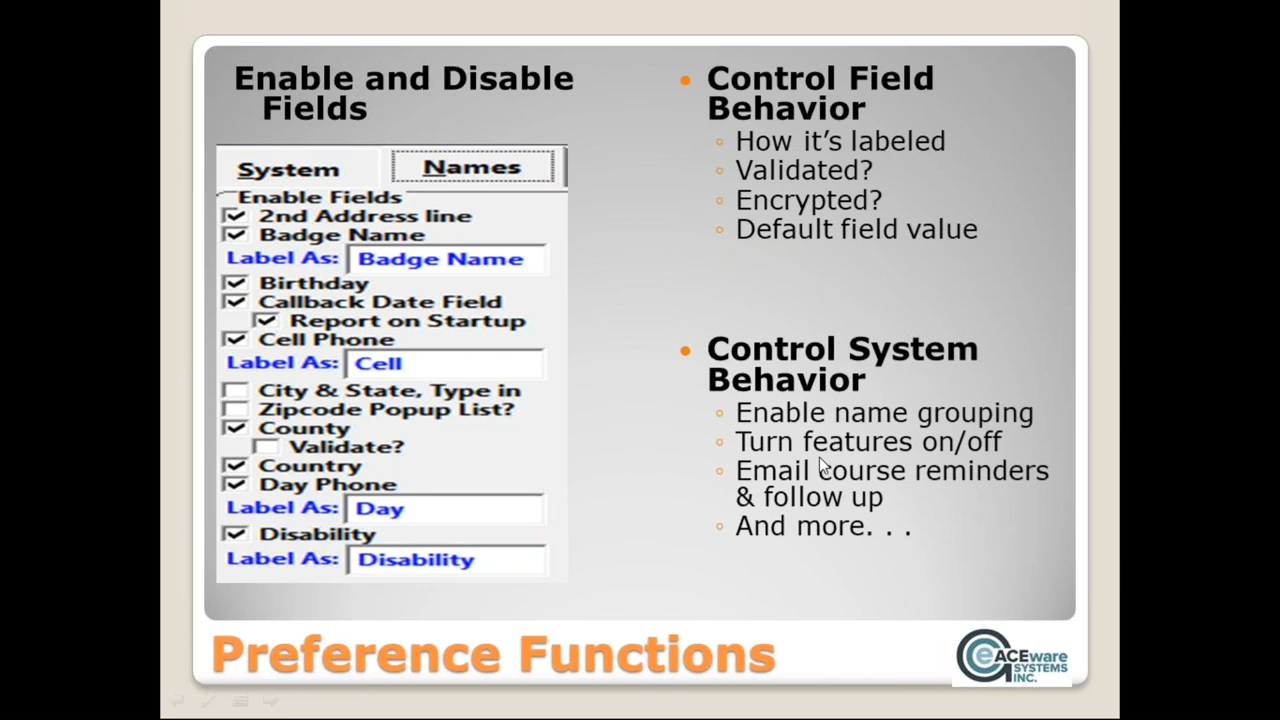 Enable and Disable
Fields
System
Names
Enable Fields
2nd Address line
Badge Name
Label As: Badge Name
Birthday
Callback Date Field
Report on Startup
Cell Phone
Label As: Cell
City & State, Type in
Zipcode Popup List?
County
Validate?
Country
Day Phone
Label As: Day
Disability
Label As: Disability
Control Field
Behavior
How it’s labeled
Validated?
Encrypted?
Default field value
Control System
Behavior
Enable name grouping
Turn features on/off
Email course reminders
& follow up
And more. . .
Preference Functions
ACEware
SYSTEMS
INC.